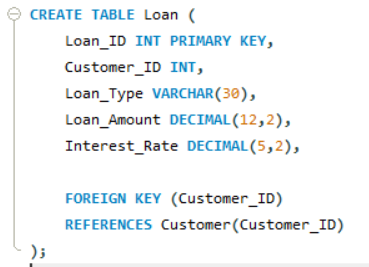 CREATE TABLE Loan (
Loan_ID INT PRIMARY KEY,
Customer_ID INT,
Loan_Type VARCHAR(30),
Loan_Amount DECIMAL(12,2),
Interest_Rate DECIMAL(5,2),
FOREIGN KEY (Customer_ID)
REFERENCES Customer(Customer_ID)
);